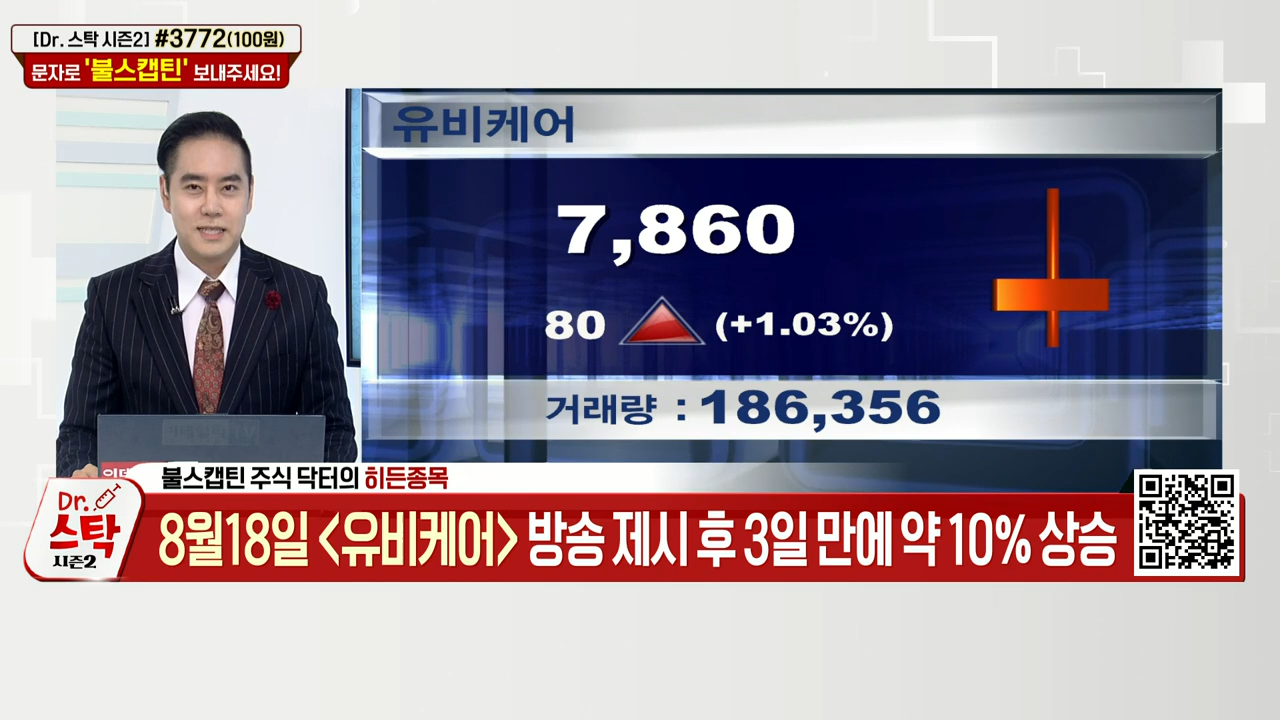 [Dr. 스탁 시즌2] #3772(100원)
문자로 '불스캡틴' 보내주세요!
유비케어
7,860
80 ▲ (+1.03%)
거래량 : 186,356
불스캡틴 주식 닥터의 히든종목
Dr.
스탁
시즌2
8월18일 <유비케어> 방송 제시 후 3일 만에 약 10% 상승